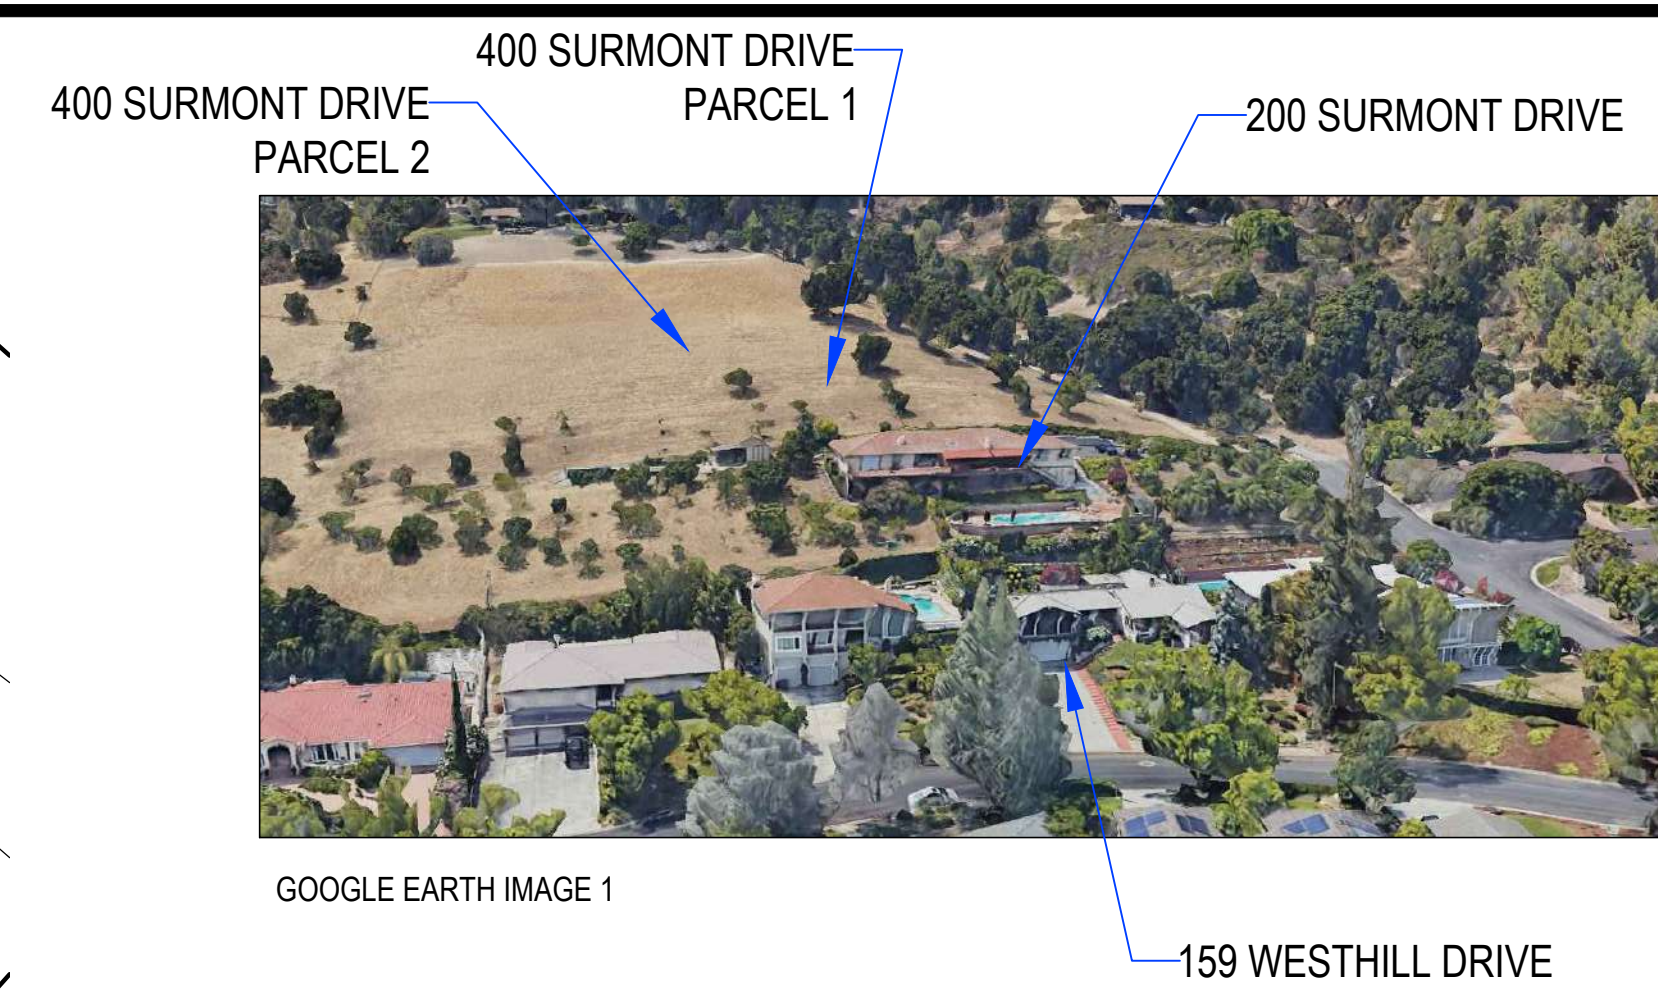 400 SURMONT DRIVE
PARCEL 1
400 SURMONT DRIVE
PARCEL 2
200 SURMONT DRIVE
GOOGLE EARTH IMAGE 1
159 WESTHILL DRIVE